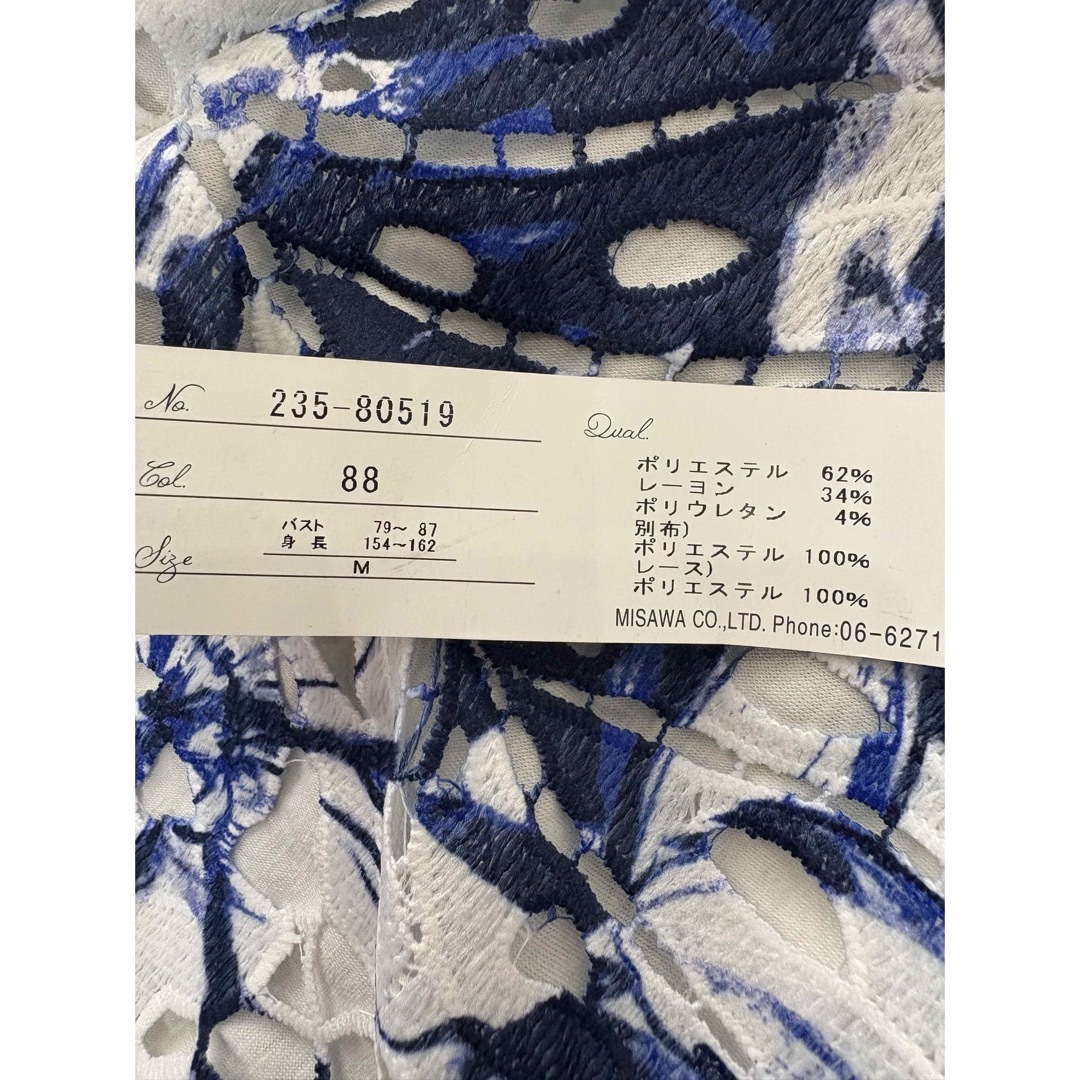 No. 235-80519
Col. 88
バスト 79～ 87
身 長 154～162
Size M
Qual.
ポリエステル 62%
レーヨン 34%
ポリウレタン 4%
別布)
ポリエステル 100%
レース)
ポリエステル 100%
MISAWA CO.,LTD. Phone:06-6271